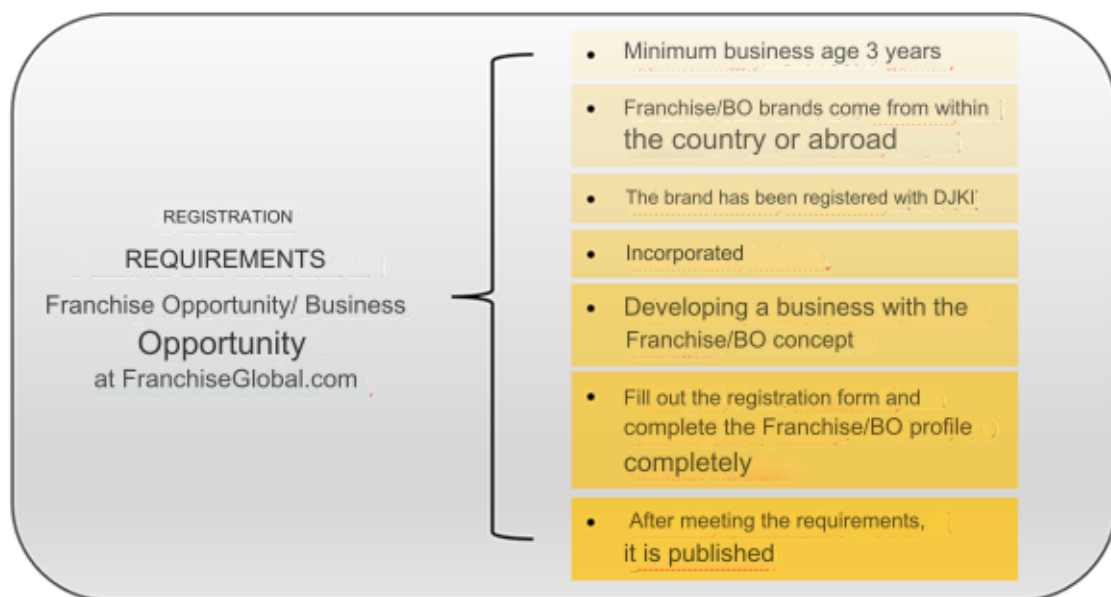 REGISTRATION
REQUIREMENTS
Franchise Opportunity/ Business
Opportunity
at FranchiseGlobal.com
• Minimum business age 3 years
• Franchise/BO brands come from within
the country or abroad
• The brand has been registered with DJKI
• Incorporated
• Developing a business with the
Franchise/BO concept
• Fill out the registration form and
complete the Franchise/BO profile
completely
• After meeting the requirements,
it is published